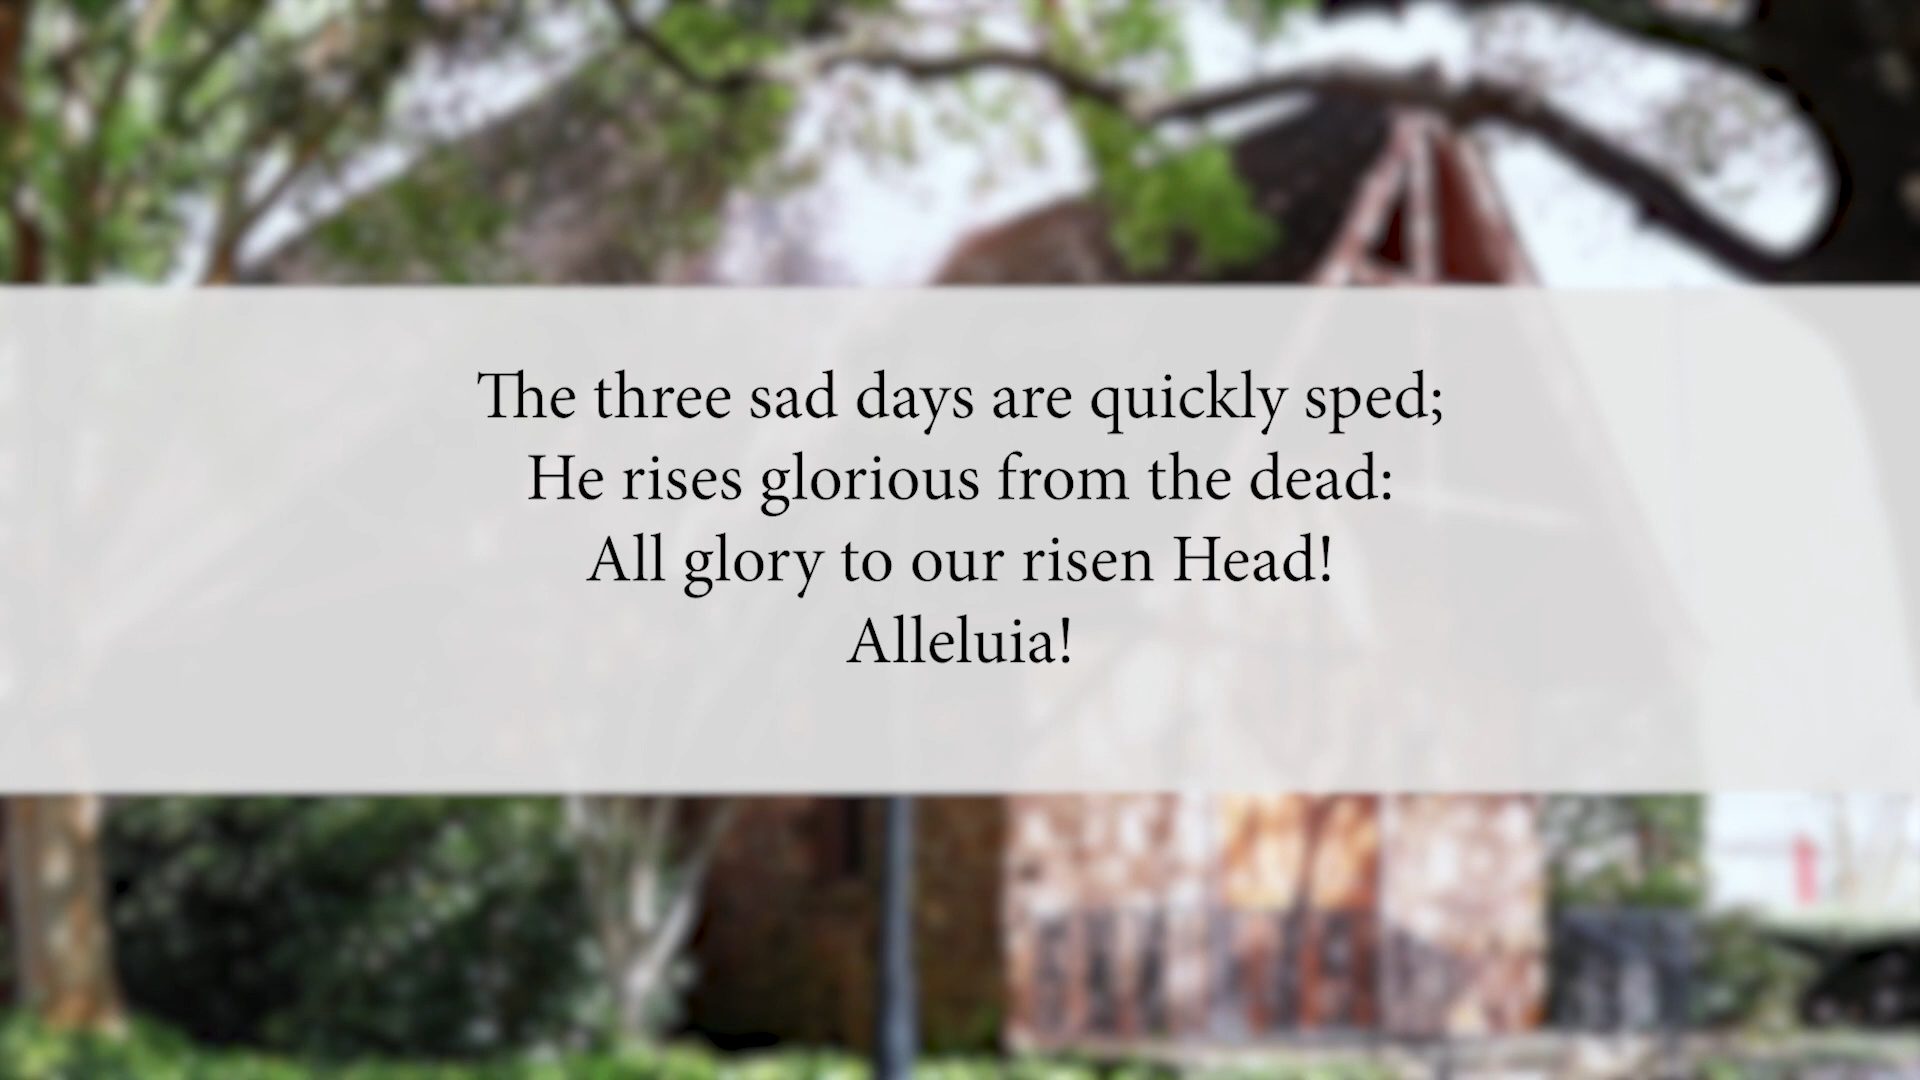 The three sad days are quickly sped;
He rises glorious from the dead:
All glory to our risen Head!
Alleluia!